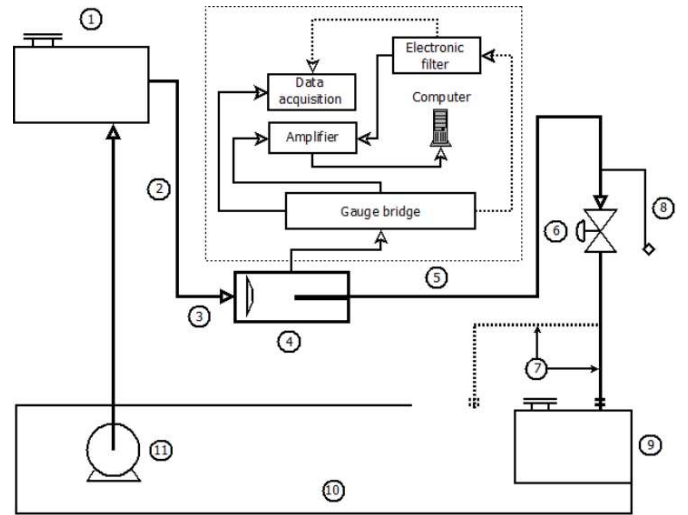 1
Electronic
filter
Data
acquisition
Computer
Amplifier
2
Gauge bridge
8
6
5
3
4
7
11
9
10